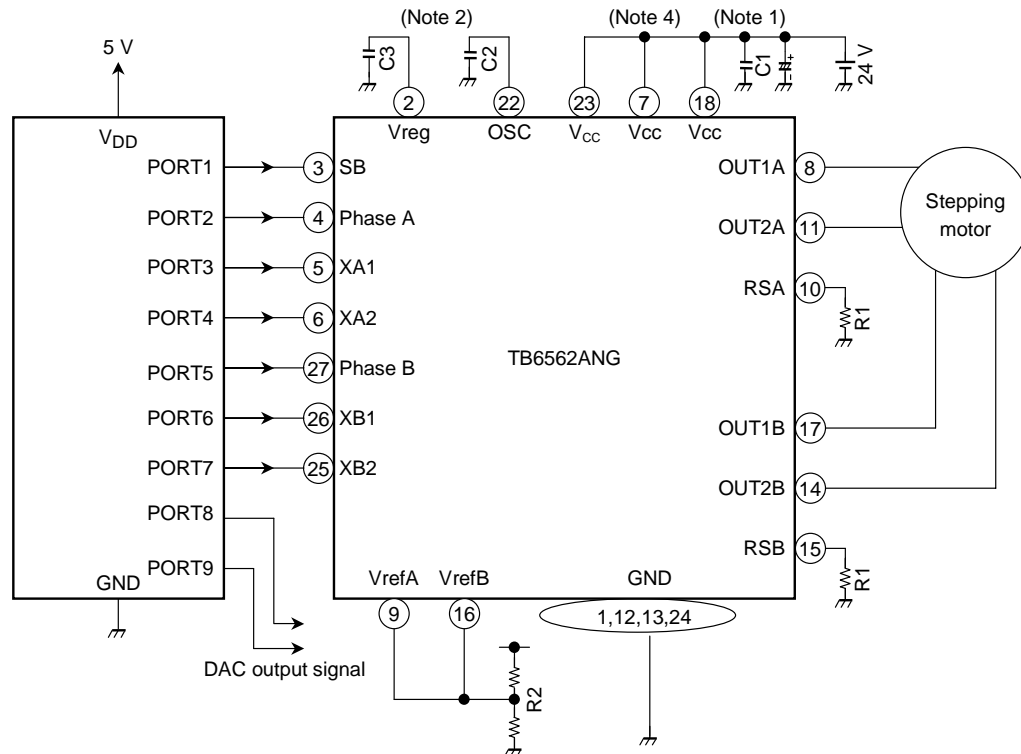 (Note 2) (Note 4) (Note 1)
5 V
C3 C2 C1 + 24 V
2 22 23 7 18
VDD Vreg OSC VCC Vcc Vcc
PORT1 3 SB OUT1A 8
PORT2 4 Phase A OUT2A 11
Stepping
motor
PORT3 5 XA1 RSA 10
R1
PORT4 6 XA2
TB6562ANG
PORT5 27 Phase B
PORT6 26 XB1 OUT1B 17
PORT7 25 XB2 OUT2B 14
PORT8
PORT9 RSB 15
R1
GND VrefA VrefB GND
9 16 1,12,13,24
DAC output signal
R2